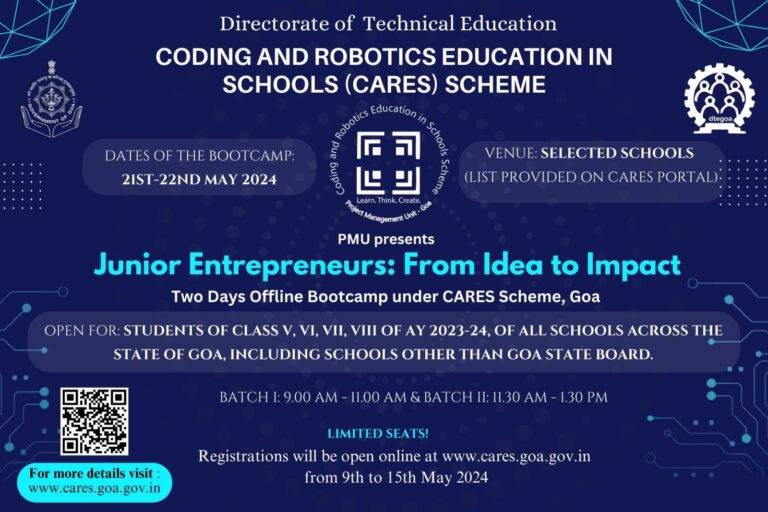 Directorate of Technical Education
CODING AND ROBOTICS EDUCATION IN
SCHOOLS (CARES) SCHEME
GOVERNMENT OF GOA
dtegoa
DATES OF THE BOOTCAMP:
21ST-22ND MAY 2024
Coding and Robotics Education in Schools Scheme
Learn. Think. Create.
Project Management Unit - Goa
VENUE: SELECTED SCHOOLS
(LIST PROVIDED ON CARES PORTAL)
PMU presents
Junior Entrepreneurs: From Idea to Impact
Two Days Offline Bootcamp under CARES Scheme, Goa
OPEN FOR: STUDENTS OF CLASS V, VI, VII, VIII OF AY 2023-24, OF ALL SCHOOLS ACROSS THE
STATE OF GOA, INCLUDING SCHOOLS OTHER THAN GOA STATE BOARD.
BATCH I: 9.00 AM - 11.00 AM & BATCH II: 11.30 AM - 1.30 PM
LIMITED SEATS!
Registrations will be open online at www.cares.goa.gov.in
from 9th to 15th May 2024
For more details visit :
www.cares.goa.gov.in